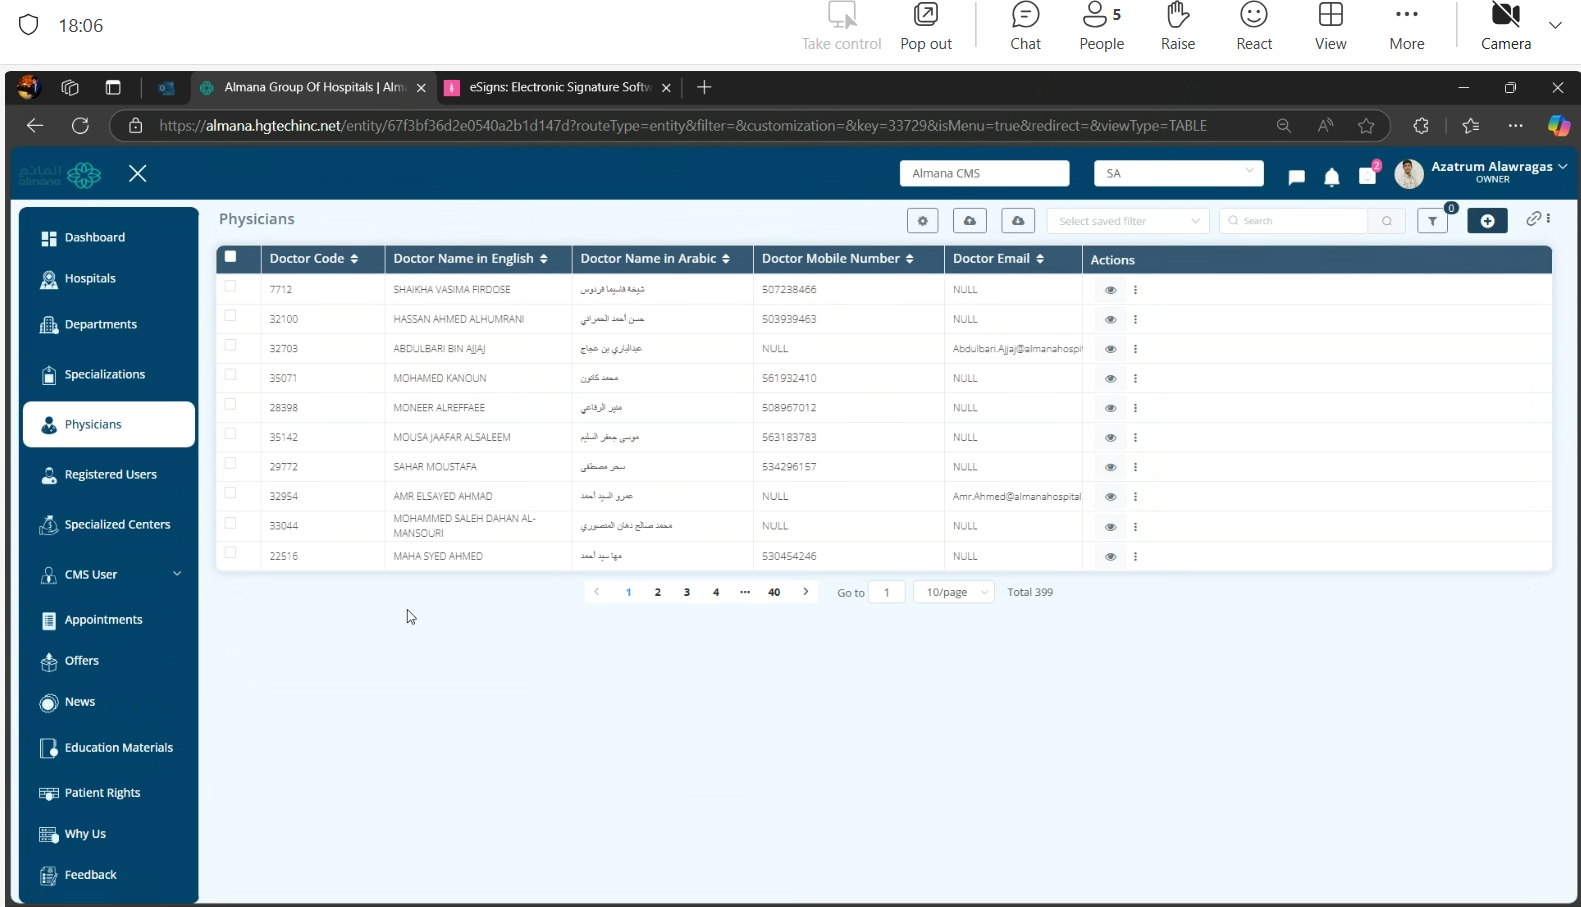 18:06
Take control
Pop out
Chat
People
5
Raise
React
View
More
Camera
Almana Group Of Hospitals | Alm
eSigns: Electronic Signature Softw
https://almana.hgtechinc.net/entity/67f3bf36d2e0540a2b1d147d?routeType=entity&filter=&customization=&key=33729&isMenu=true&redirect=&viewType=TABLE
المانع
almana
Almana CMS
SA
2
Azatrum Alawragas
OWNER
Dashboard
Hospitals
Departments
Specializations
Physicians
Registered Users
Specialized Centers
CMS User
Appointments
Offers
News
Education Materials
Patient Rights
Why Us
Feedback
Physicians
Select saved filter
Search
0
Doctor Code Doctor Name in English Doctor Name in Arabic Doctor Mobile Number Doctor Email Actions
7712 SHAIKHA VASIMA FIRDOSE شيخة فاسيما فردوس 507238466 NULL
32100 HASSAN AHMED ALHUMRANI حسن أحمد الحمراني 503939463 NULL
32703 ABDULBARI BIN AJJAJ عبدالباري بن عجاج NULL Abdulbari.Ajjaj@almanahospit
35071 MOHAMED KANOUN محمد كانون 561932410 NULL
28398 MONEER ALREFFAEE منير الرفاعي 508967012 NULL
35142 MOUSA JAAFAR ALSALEEM موسى جعفر السليم 563183783 NULL
29772 SAHAR MOUSTAFA سحر مصطفى 534296157 NULL
32954 AMR ELSAYED AHMAD عمرو السيد أحمد NULL Amr.Ahmed@almanahospital.
33044 MOHAMMED SALEH DAHAN AL-
MANSOURI محمد صالح دهان المنصوري NULL NULL
22516 MAHA SYED AHMED مها سيد أحمد 530454246 NULL
1 2 3 4 ••• 40 Go to 1 10/page Total 399